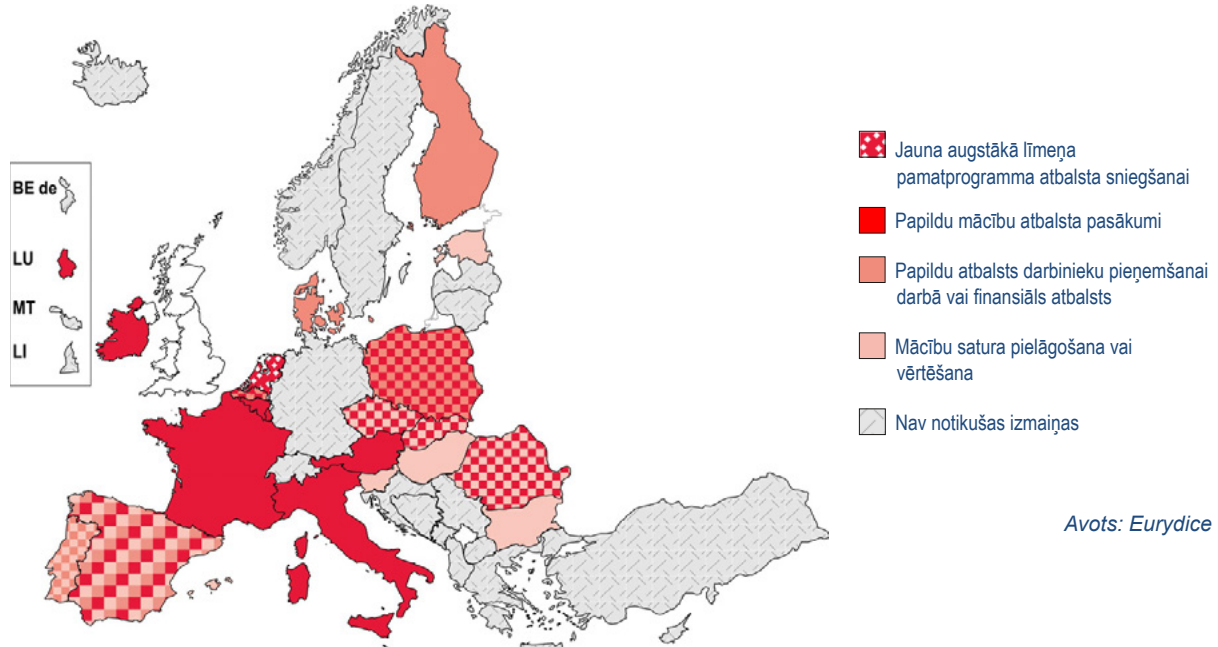 BE de
LU
MT
LI
Jauna augstākā līmeņa
pamatprogramma atbalsta sniegšanai
Papildu mācību atbalsta pasākumi
Papildu atbalsts darbinieku pieņemšanai
darbā vai finansiāls atbalsts
Mācību satura pielāgošana vai
vērtēšana
Nav notikušas izmaiņas
Avots: Eurydice